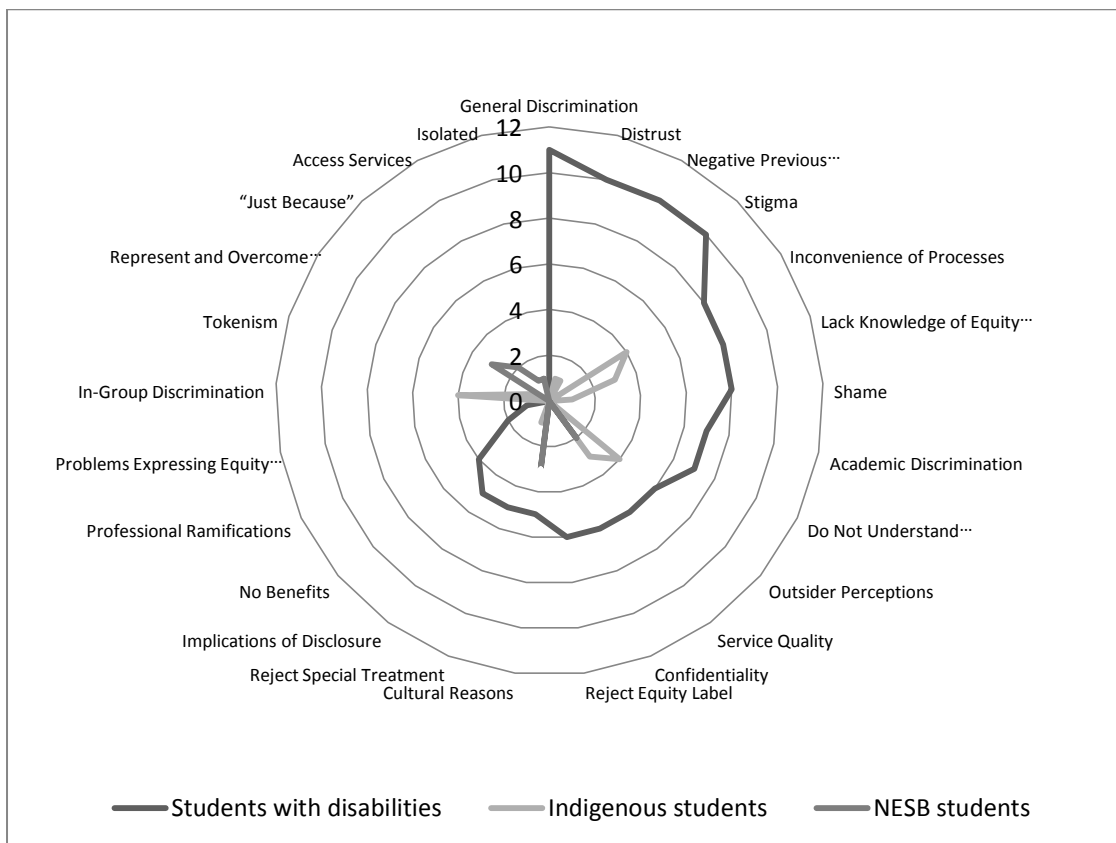 General Discrimination
Isolated
Distrust
Access Services
Negative Previous…
"Just Because"
Stigma
Represent and Overcome…
Inconvenience of Processes
Tokenism
Lack Knowledge of Equity…
In-Group Discrimination
Shame
Problems Expressing Equity…
Academic Discrimination
Professional Ramifications
Do Not Understand…
No Benefits
Outsider Perceptions
Implications of Disclosure
Service Quality
Reject Special Treatment
Confidentiality
Cultural Reasons
Reject Equity Label
12
10
8
6
4
2
0
Students with disabilities
Indigenous students
NESB students